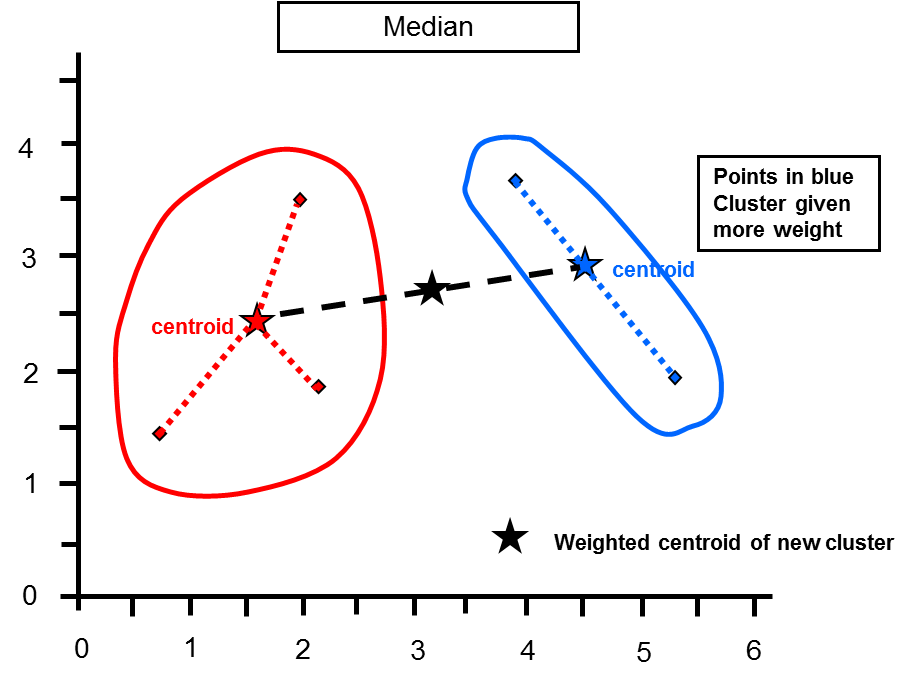 Median
4
3
2
1
0
Points in blue
Cluster given
more weight
centroid
centroid
Weighted centroid of new cluster
0 1 2 3 4 5 6